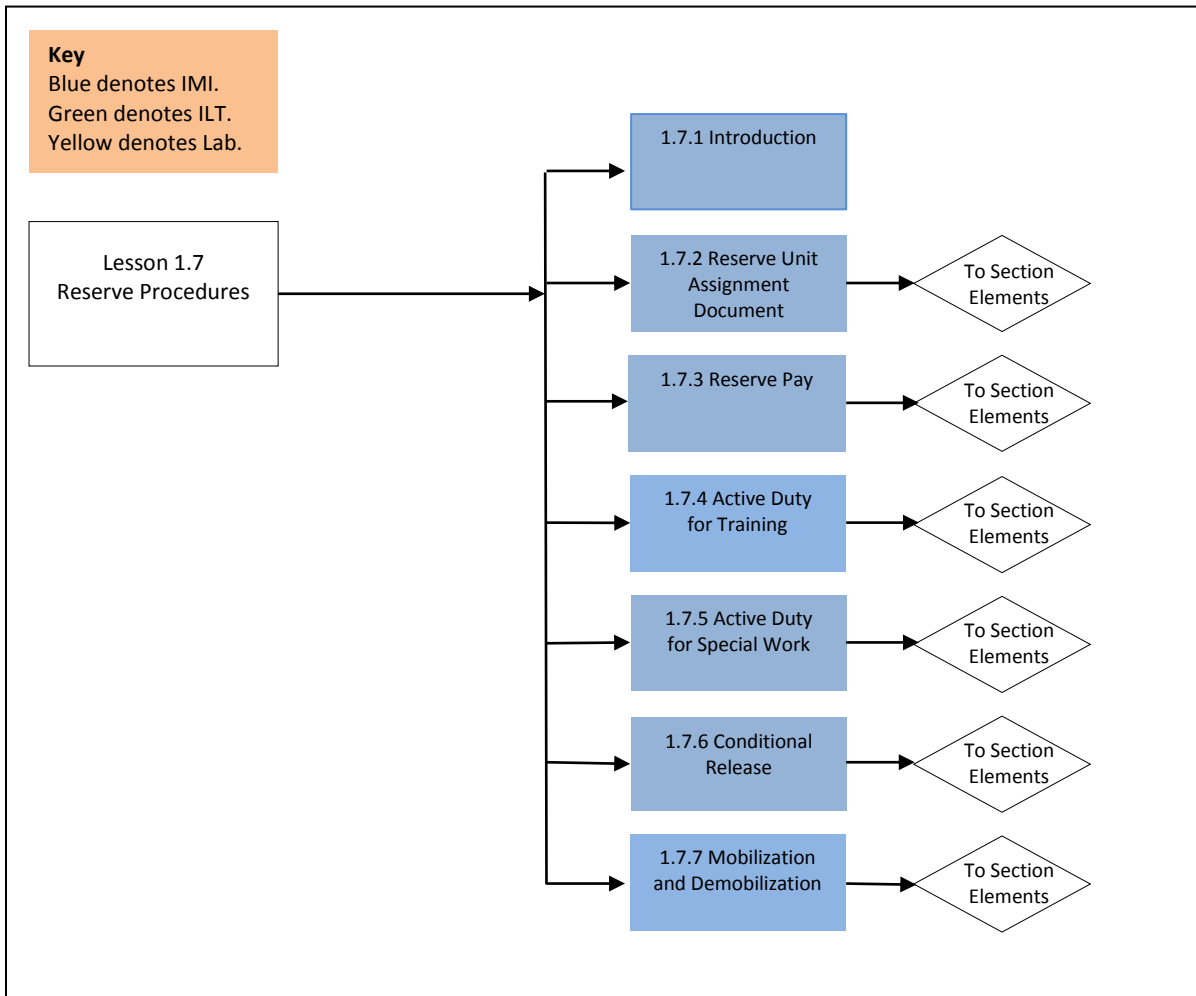 Key
Blue denotes IMI.
Green denotes ILT.
Yellow denotes Lab.
Lesson 1.7
Reserve Procedures
1.7.1 Introduction
1.7.2 Reserve Unit
Assignment
Document
To Section
Elements
1.7.3 Reserve Pay
To Section
Elements
1.7.4 Active Duty
for Training
To Section
Elements
1.7.5 Active Duty
for Special Work
To Section
Elements
1.7.6 Conditional
Release
To Section
Elements
1.7.7 Mobilization
and Demobilization
To Section
Elements